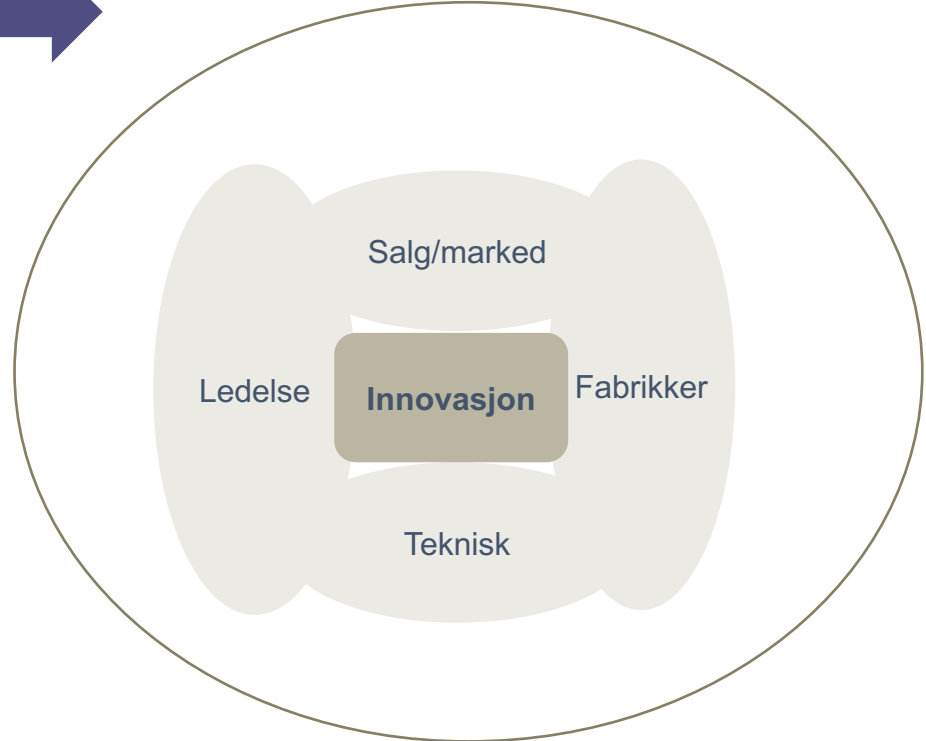 Salg/marked
Ledelse
Innovasjon
Fabrikker
Teknisk